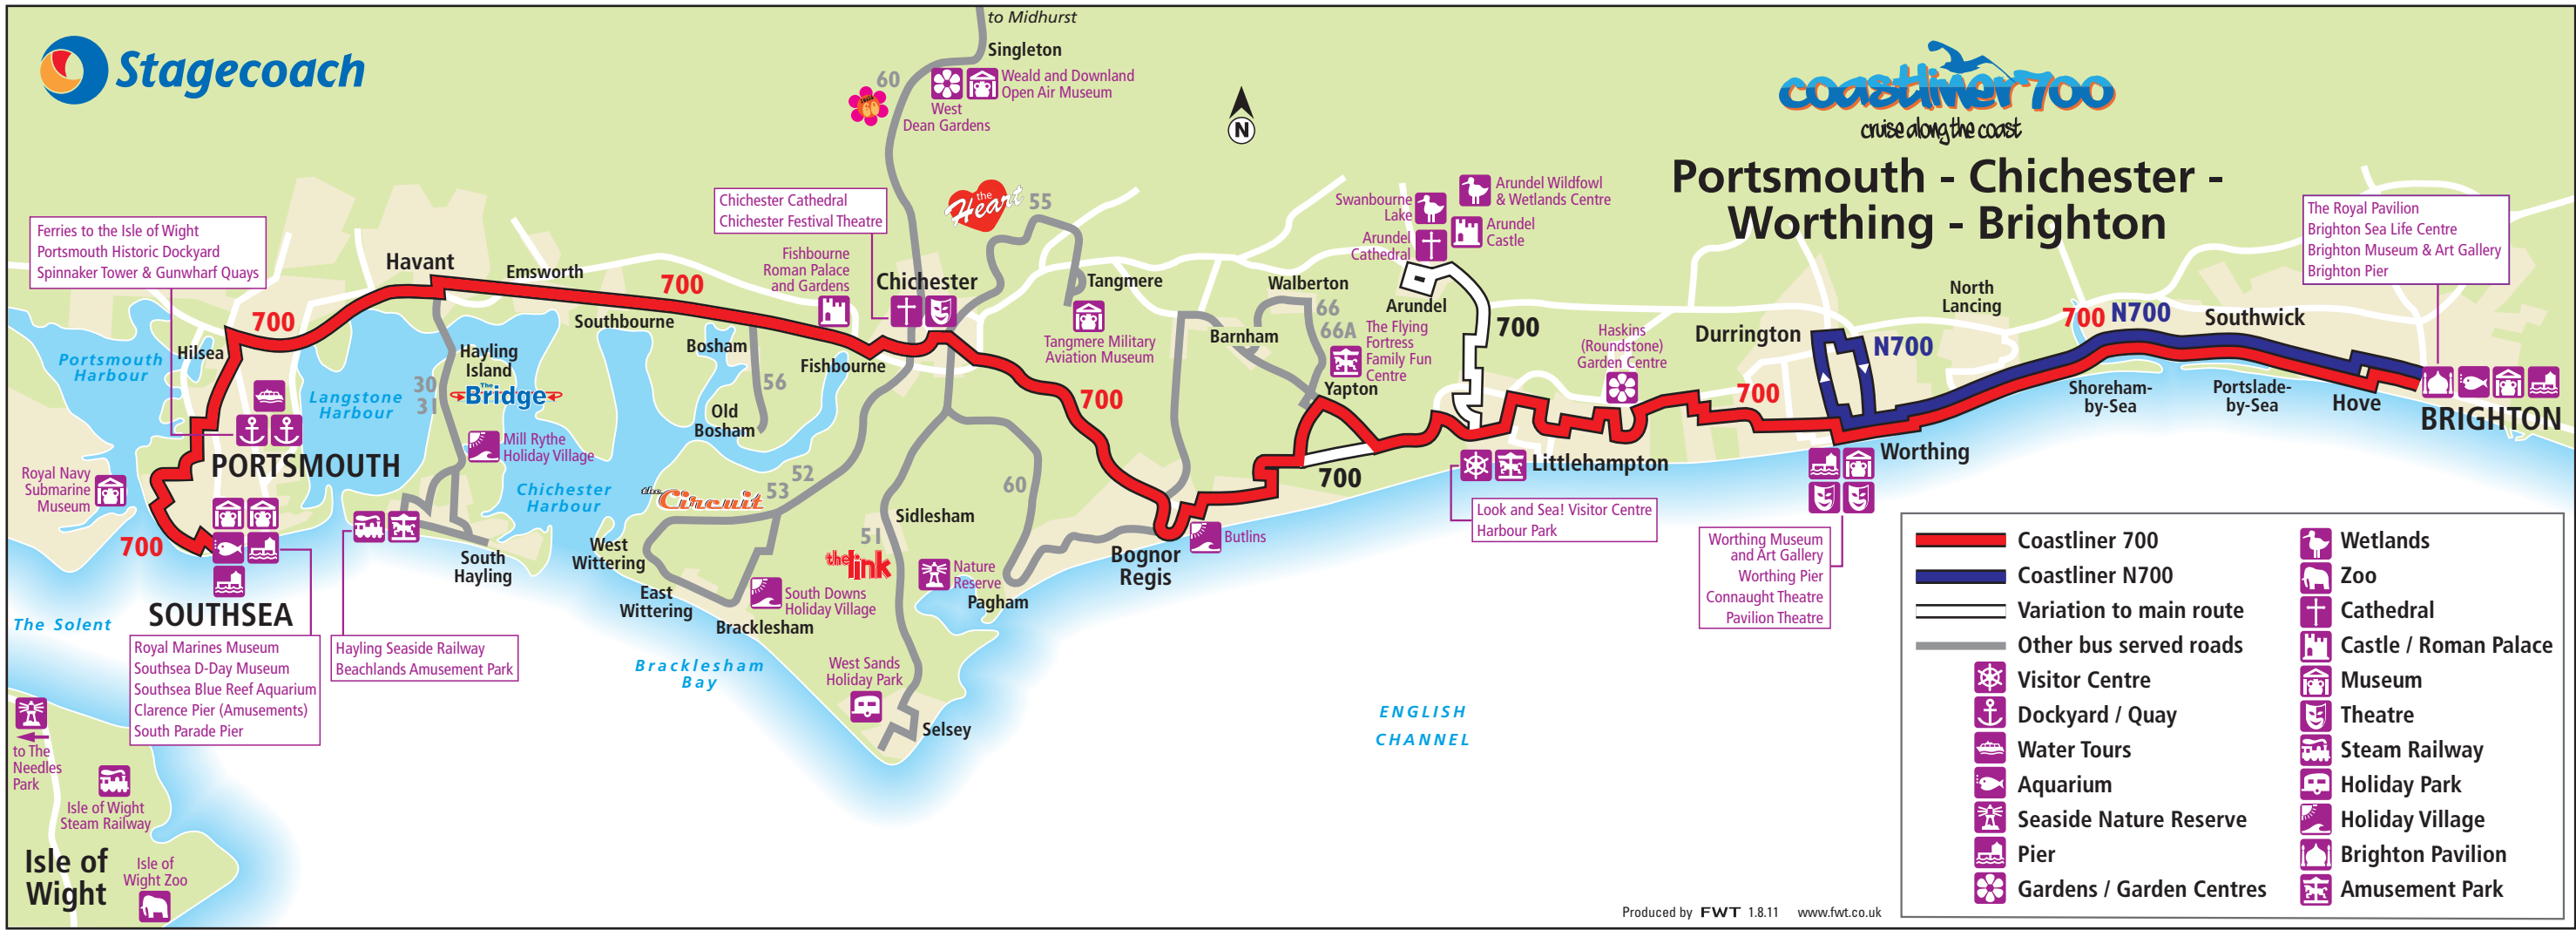 Stagecoach
to Midhurst
Singleton
60
Weald and Downland
Open Air Museum
West
Dean Gardens
N
coastliner700
cruise along the coast
Portsmouth - Chichester -
Worthing - Brighton
Ferries to the Isle of Wight
Portsmouth Historic Dockyard
Spinnaker Tower & Gunwharf Quays
Chichester Cathedral
Chichester Festival Theatre
the
Heart
55
Swanbourne
Lake
Arundel Wildfowl
& Wetlands Centre
Arundel
Cathedral
Arundel
Castle
The Royal Pavilion
Brighton Sea Life Centre
Brighton Museum & Art Gallery
Brighton Pier
Havant
Emsworth
700
Southbourne
Fishbourne
Roman Palace
and Gardens
Chichester
Tangmere
Tangmere Military
Aviation Museum
Walberton
66
66A
Barnham
The Flying
Fortress
Family Fun
Centre
Yapton
Arundel
700
Haskins
(Roundstone)
Garden Centre
Durrington
N700
North
Lancing
700 N700
Southwick
Shoreham-
by-Sea
Portslade-
by-Sea
Hove
BRIGHTON
Portsmouth
Harbour
Hilsea
700
Langstone
Harbour
30
31
Hayling
Island
The
Bridge
Bosham
56
Old
Bosham
Fishbourne
700
700
PORTSMOUTH
Mill Rythe
Holiday Village
Royal Navy
Submarine
Museum
Chichester
Harbour
700
the Circuit
53
52
60
Sidlesham
51
the link
700
Littlehampton
Worthing
Look and Sea! Visitor Centre
Harbour Park
Worthing Museum
and Art Gallery
Worthing Pier
Connaught Theatre
Pavilion Theatre
South
Hayling
West
Wittering
East
Wittering
South Downs
Holiday Village
Bracklesham
Nature
Reserve
Pagham
Bognor
Regis
Butlins
SOUTHSEA
The Solent
Royal Marines Museum
Southsea D-Day Museum
Southsea Blue Reef Aquarium
Clarence Pier (Amusements)
South Parade Pier
Hayling Seaside Railway
Beachlands Amusement Park
Bracklesham
Bay
West Sands
Holiday Park
Selsey
ENGLISH
CHANNEL
to The
Needles
Park
Isle of Wight
Steam Railway
Isle of
Wight
Isle of
Wight Zoo
Coastliner 700
Coastliner N700
Variation to main route
Other bus served roads
Visitor Centre
Dockyard / Quay
Water Tours
Aquarium
Seaside Nature Reserve
Pier
Gardens / Garden Centres
Wetlands
Zoo
Cathedral
Castle / Roman Palace
Museum
Theatre
Steam Railway
Holiday Park
Holiday Village
Brighton Pavilion
Amusement Park
Produced by FWT 1.8.11 www.fwt.co.uk